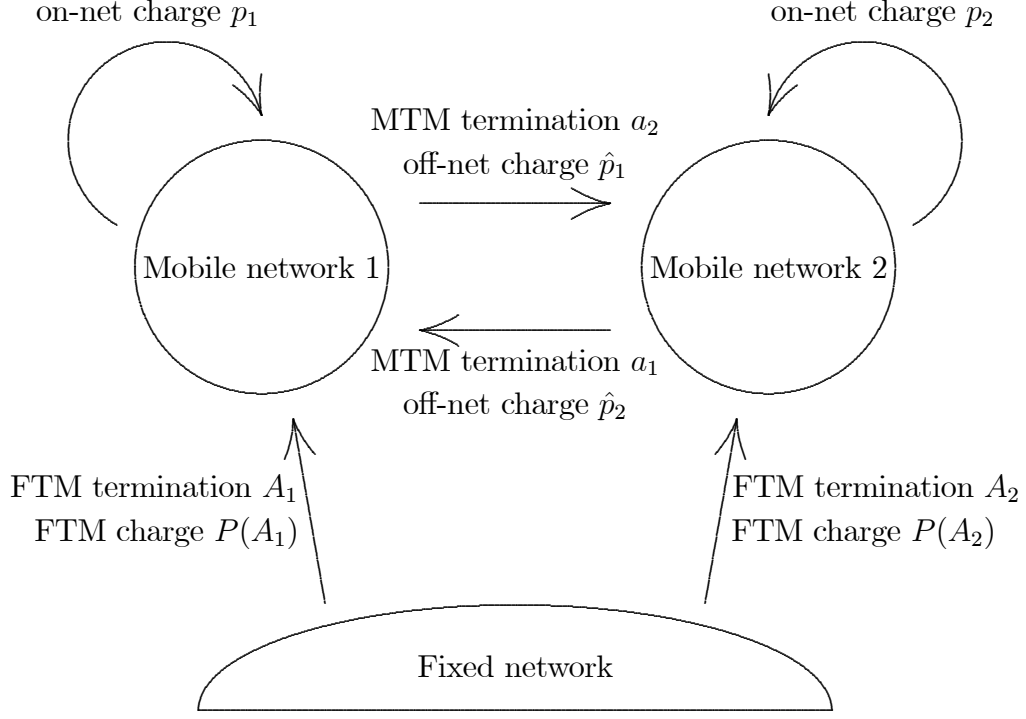 on-net charge p₁
on-net charge p₂
MTM termination a₂
off-net charge p̂₁
Mobile network 1
Mobile network 2
MTM termination a₁
off-net charge p̂₂
FTM termination A₁
FTM charge P(A₁)
FTM termination A₂
FTM charge P(A₂)
Fixed network